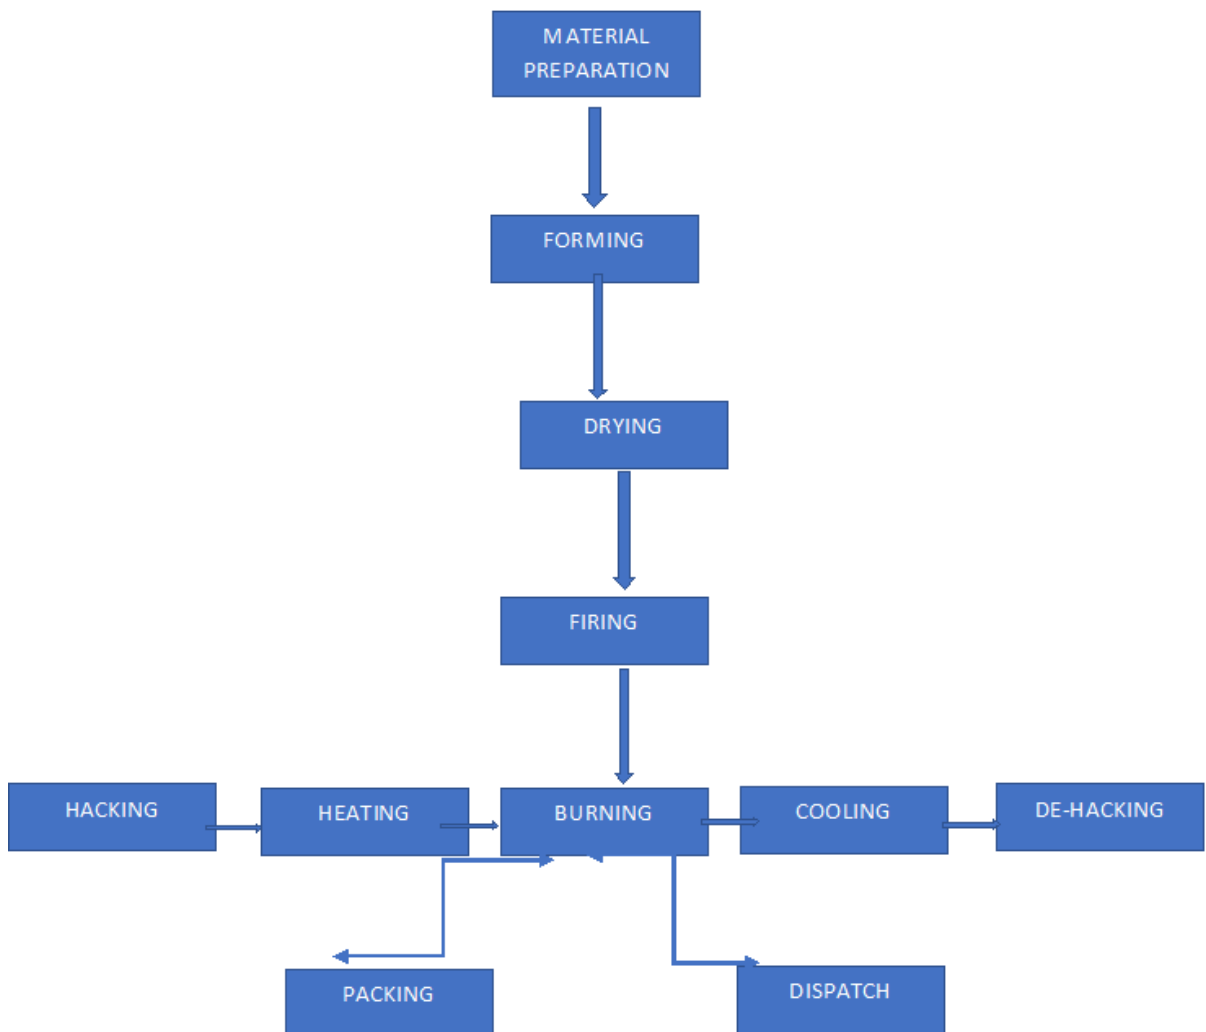 MATERIAL
PREPARATION
FORMING
DRYING
FIRING
HACKING
HEATING
BURNING
COOLING
DE-HACKING
PACKING
DISPATCH